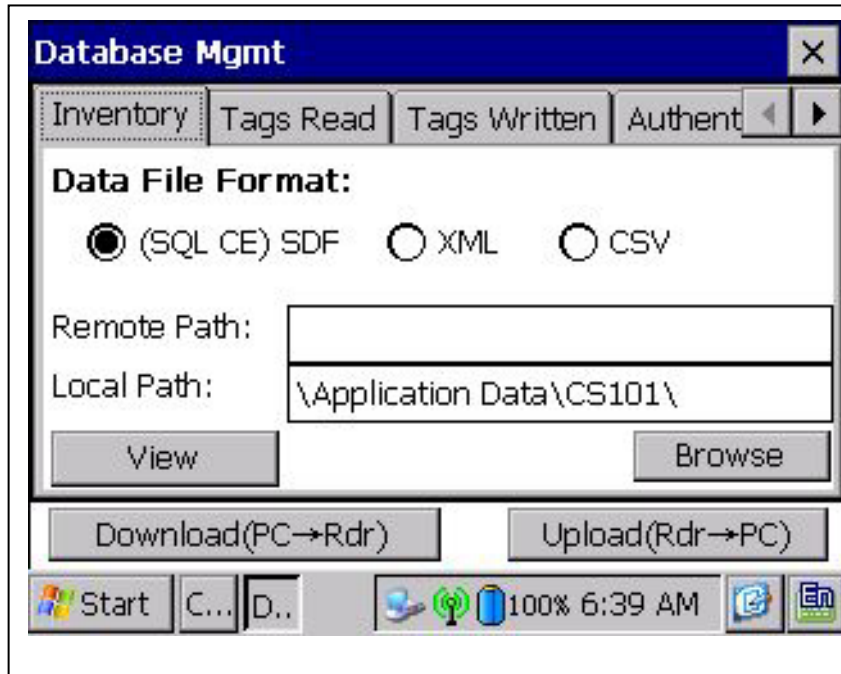 Database Mgmt
Inventory Tags Read Tags Written Authent
Data File Format:
(SQL CE) SDF XML CSV
Remote Path:
Local Path: \Application Data\CS101\
View Browse
Download(PC→Rdr) Upload(Rdr→PC)
Start C... D.. 100% 6:39 AM En